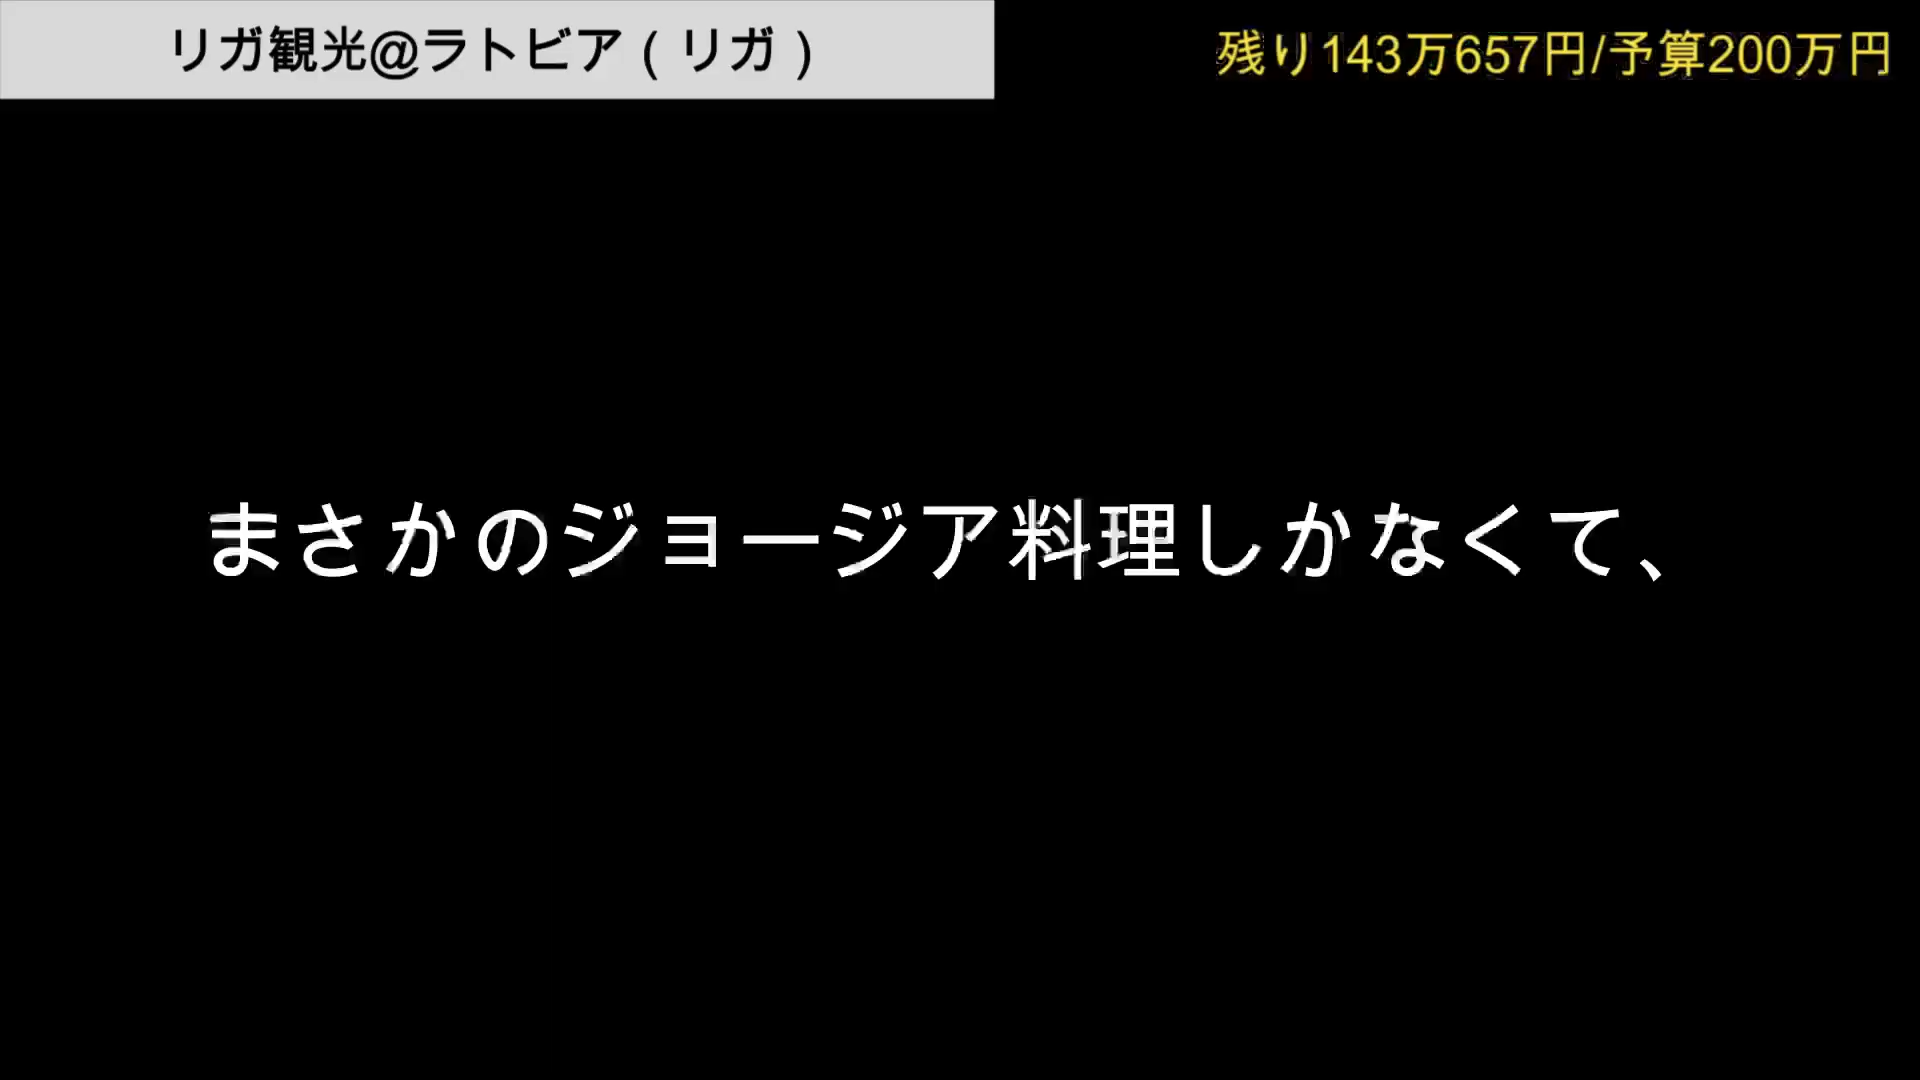 リガ観光@ラトビア（リガ）
残り143万657円/予算200万円
まさかのジョージア料理しかなくて、